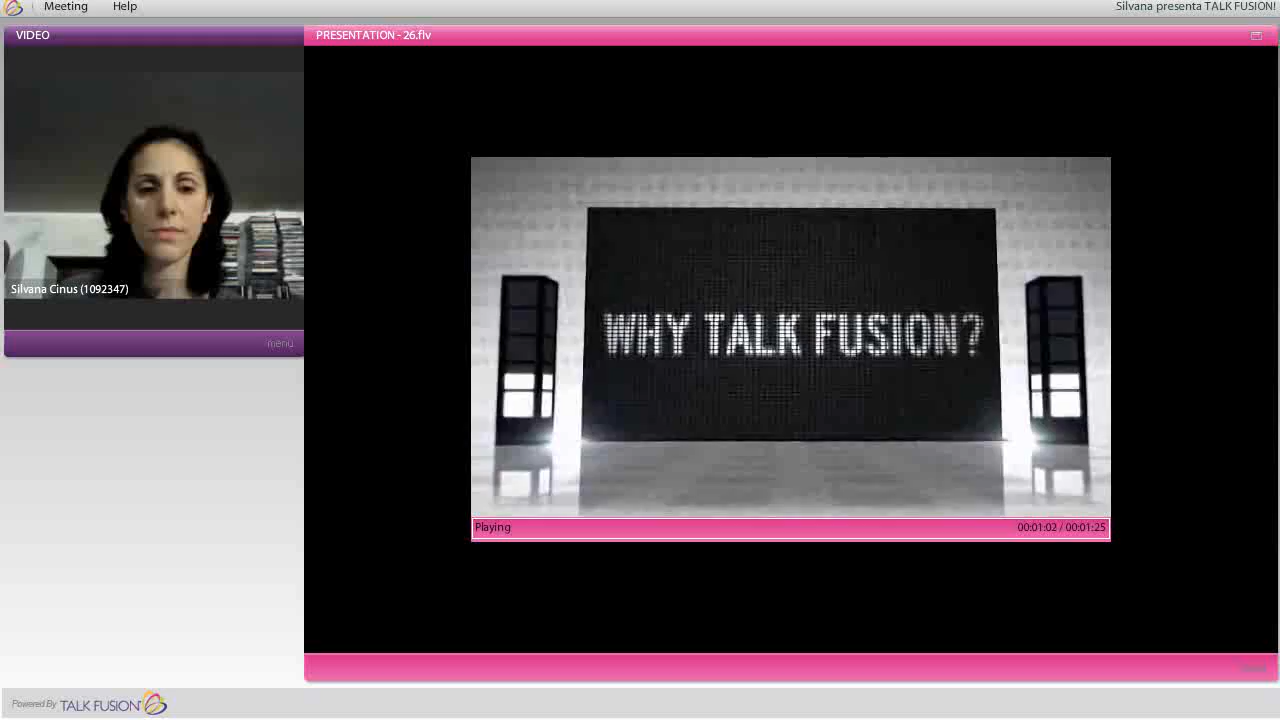 Meeting Help
Silvana presenta TALK FUSION!
VIDEO
PRESENTATION - 26.flv
WHY TALK FUSION?
Silvana Cinus (1092347)
menu
Playing
00:01:02 / 00:01:25
Powered By TALK FUSION